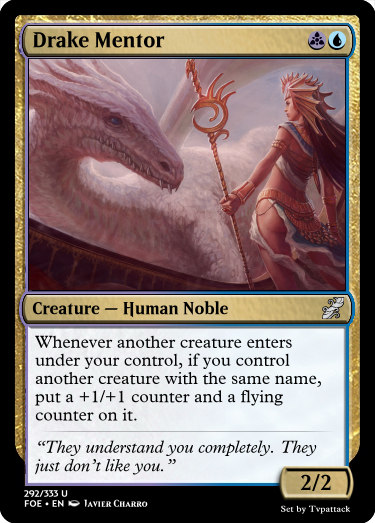 Drake Mentor
Creature — Human Noble
Whenever another creature enters
under your control, if you control
another creature with the same name,
put a +1/+1 counter and a flying
counter on it.
“They understand you completely. They
just don’t like you.”
2/2
292/333 U
FOE • EN Javier Charro
Set by Tvpattack